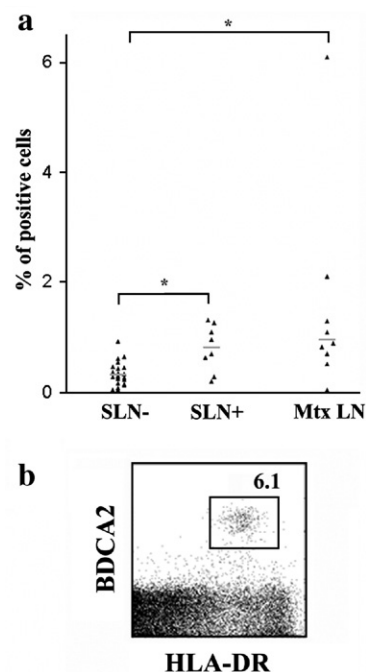 a
*
6
4
% of positive cells
*
2
0
SLN- SLN+ Mtx LN
b
6.1
BDCA2
HLA-DR